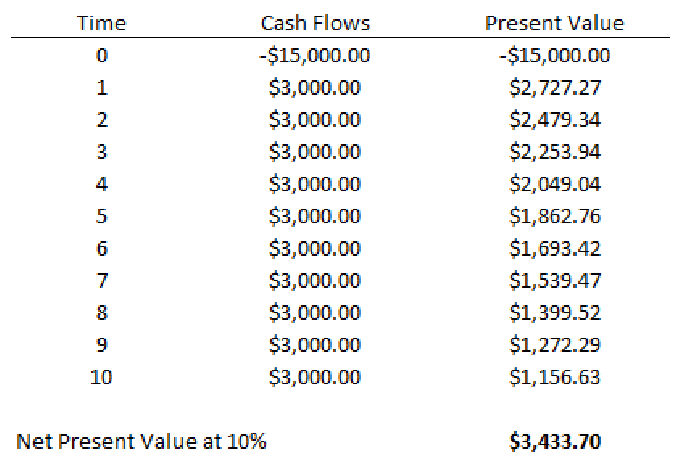 Time Cash Flows Present Value
0 -$15,000.00 -$15,000.00
1 $3,000.00 $2,727.27
2 $3,000.00 $2,479.34
3 $3,000.00 $2,253.94
4 $3,000.00 $2,049.04
5 $3,000.00 $1,862.76
6 $3,000.00 $1,693.42
7 $3,000.00 $1,539.47
8 $3,000.00 $1,399.52
9 $3,000.00 $1,272.29
10 $3,000.00 $1,156.63
Net Present Value at 10% $3,433.70